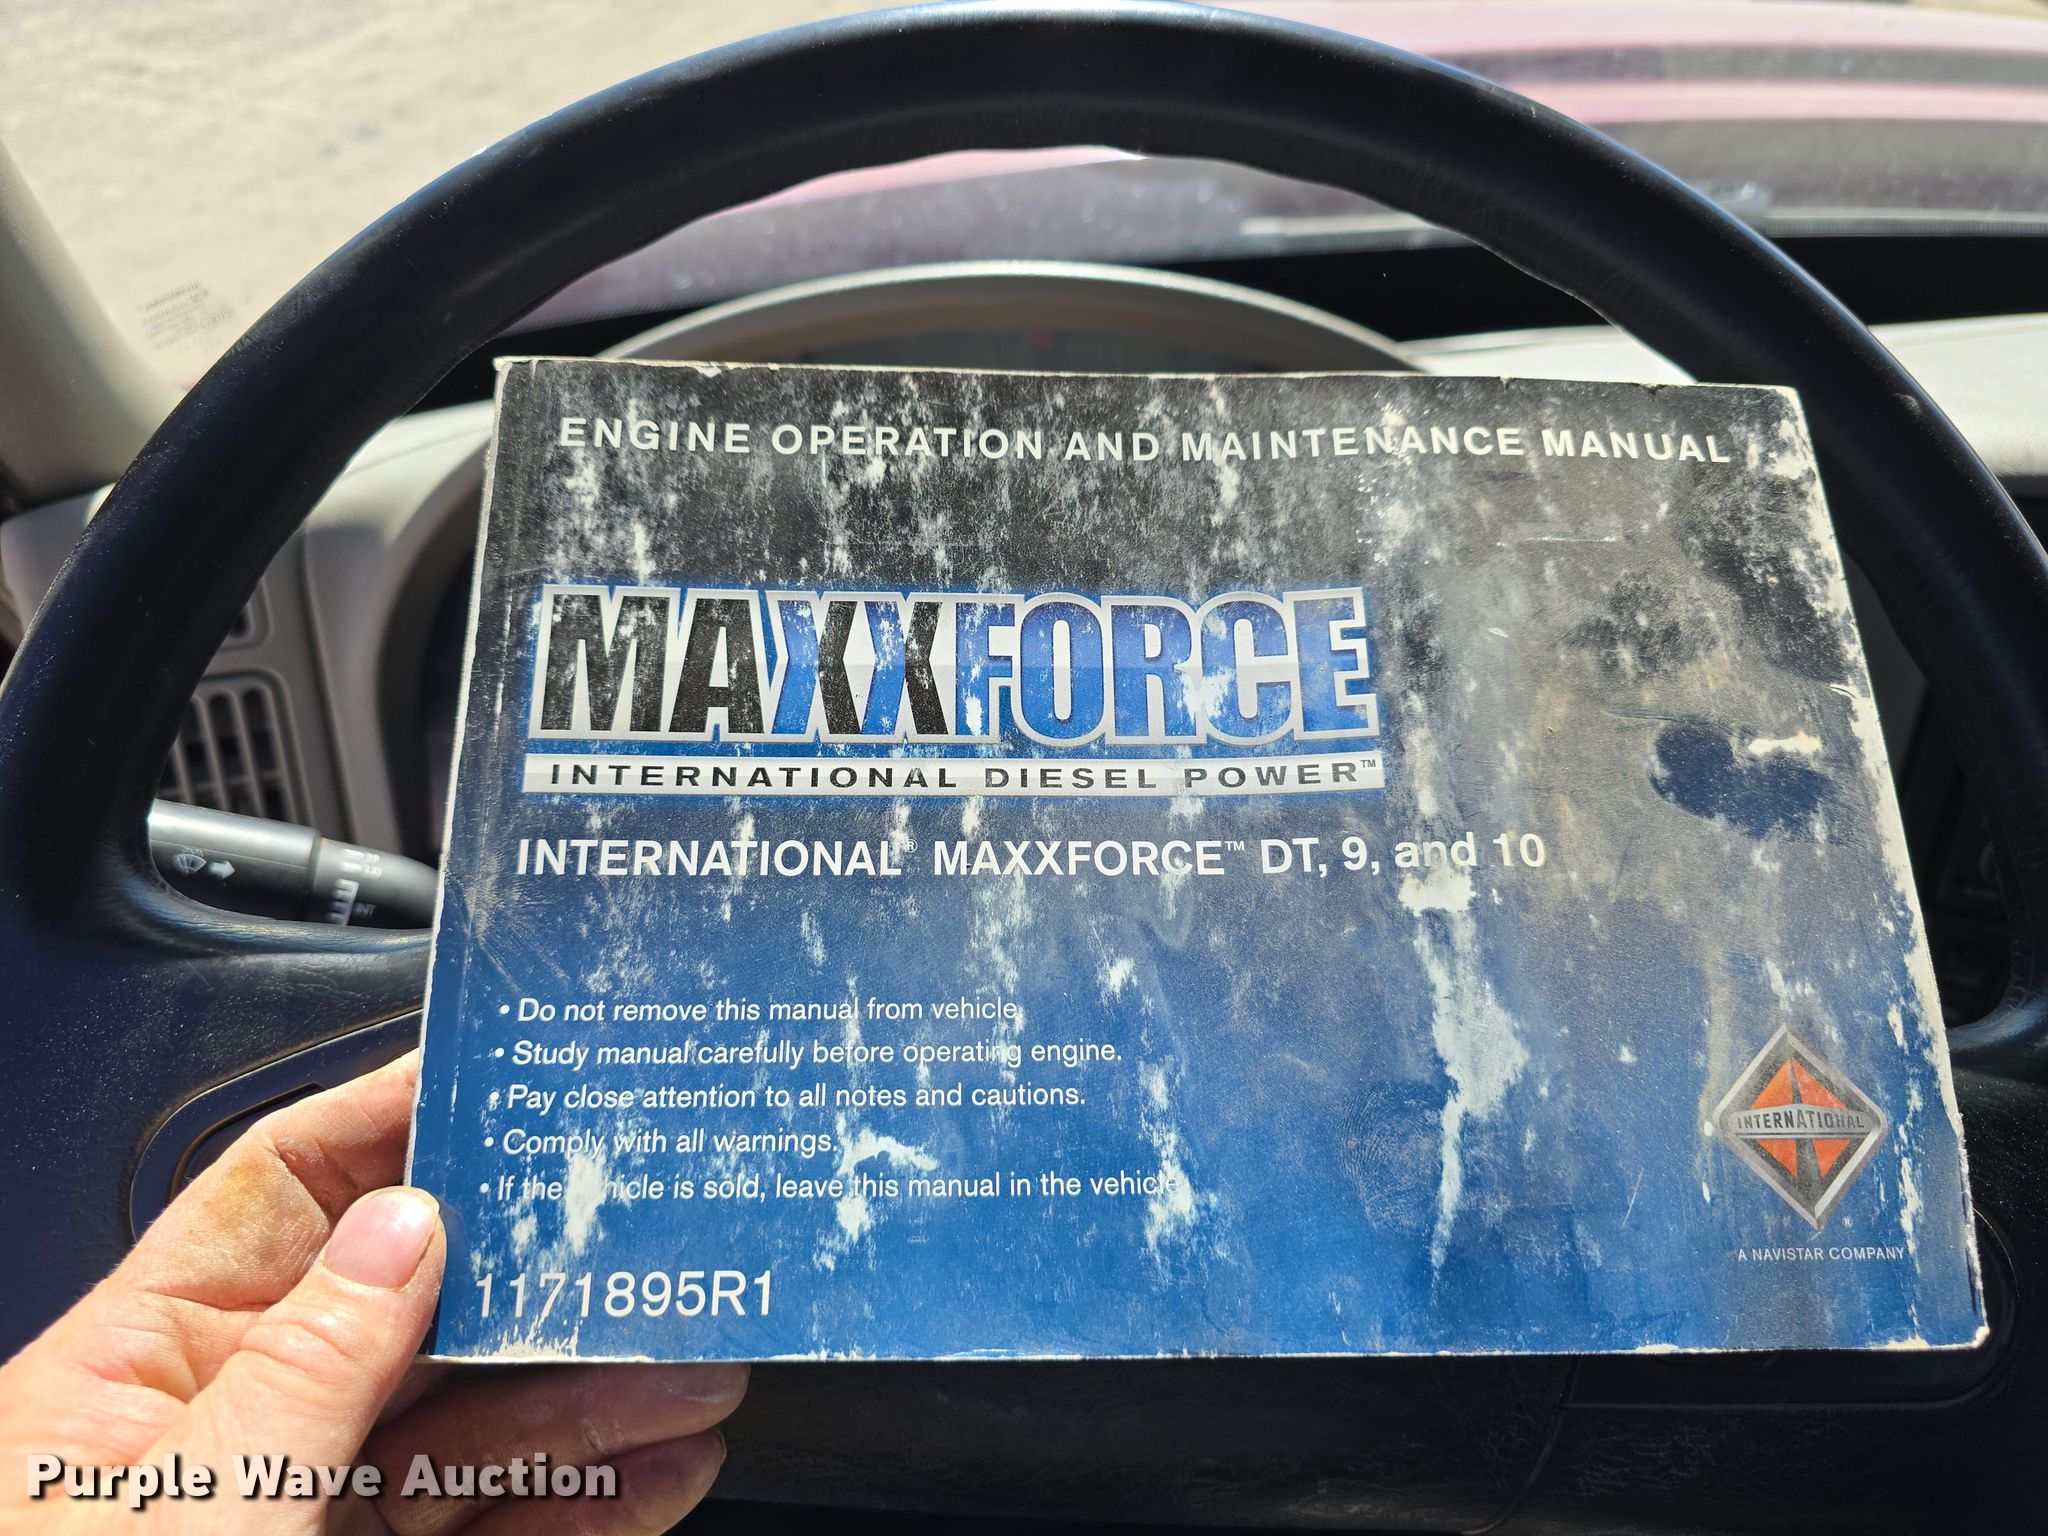 ENGINE OPERATION AND MAINTENANCE MANUAL
MAXXFORCE
INTERNATIONAL DIESEL POWER™
INTERNATIONAL® MAXXFORCE™ DT, 9, and 10
• Do not remove this manual from vehicle.
• Study manual carefully before operating engine.
• Pay close attention to all notes and cautions.
• Comply with all warnings.
• If the vehicle is sold, leave this manual in the vehicle
INTERNATIONAL
®
A NAVISTAR COMPANY
1171895R1
INT
Purple Wave Auction